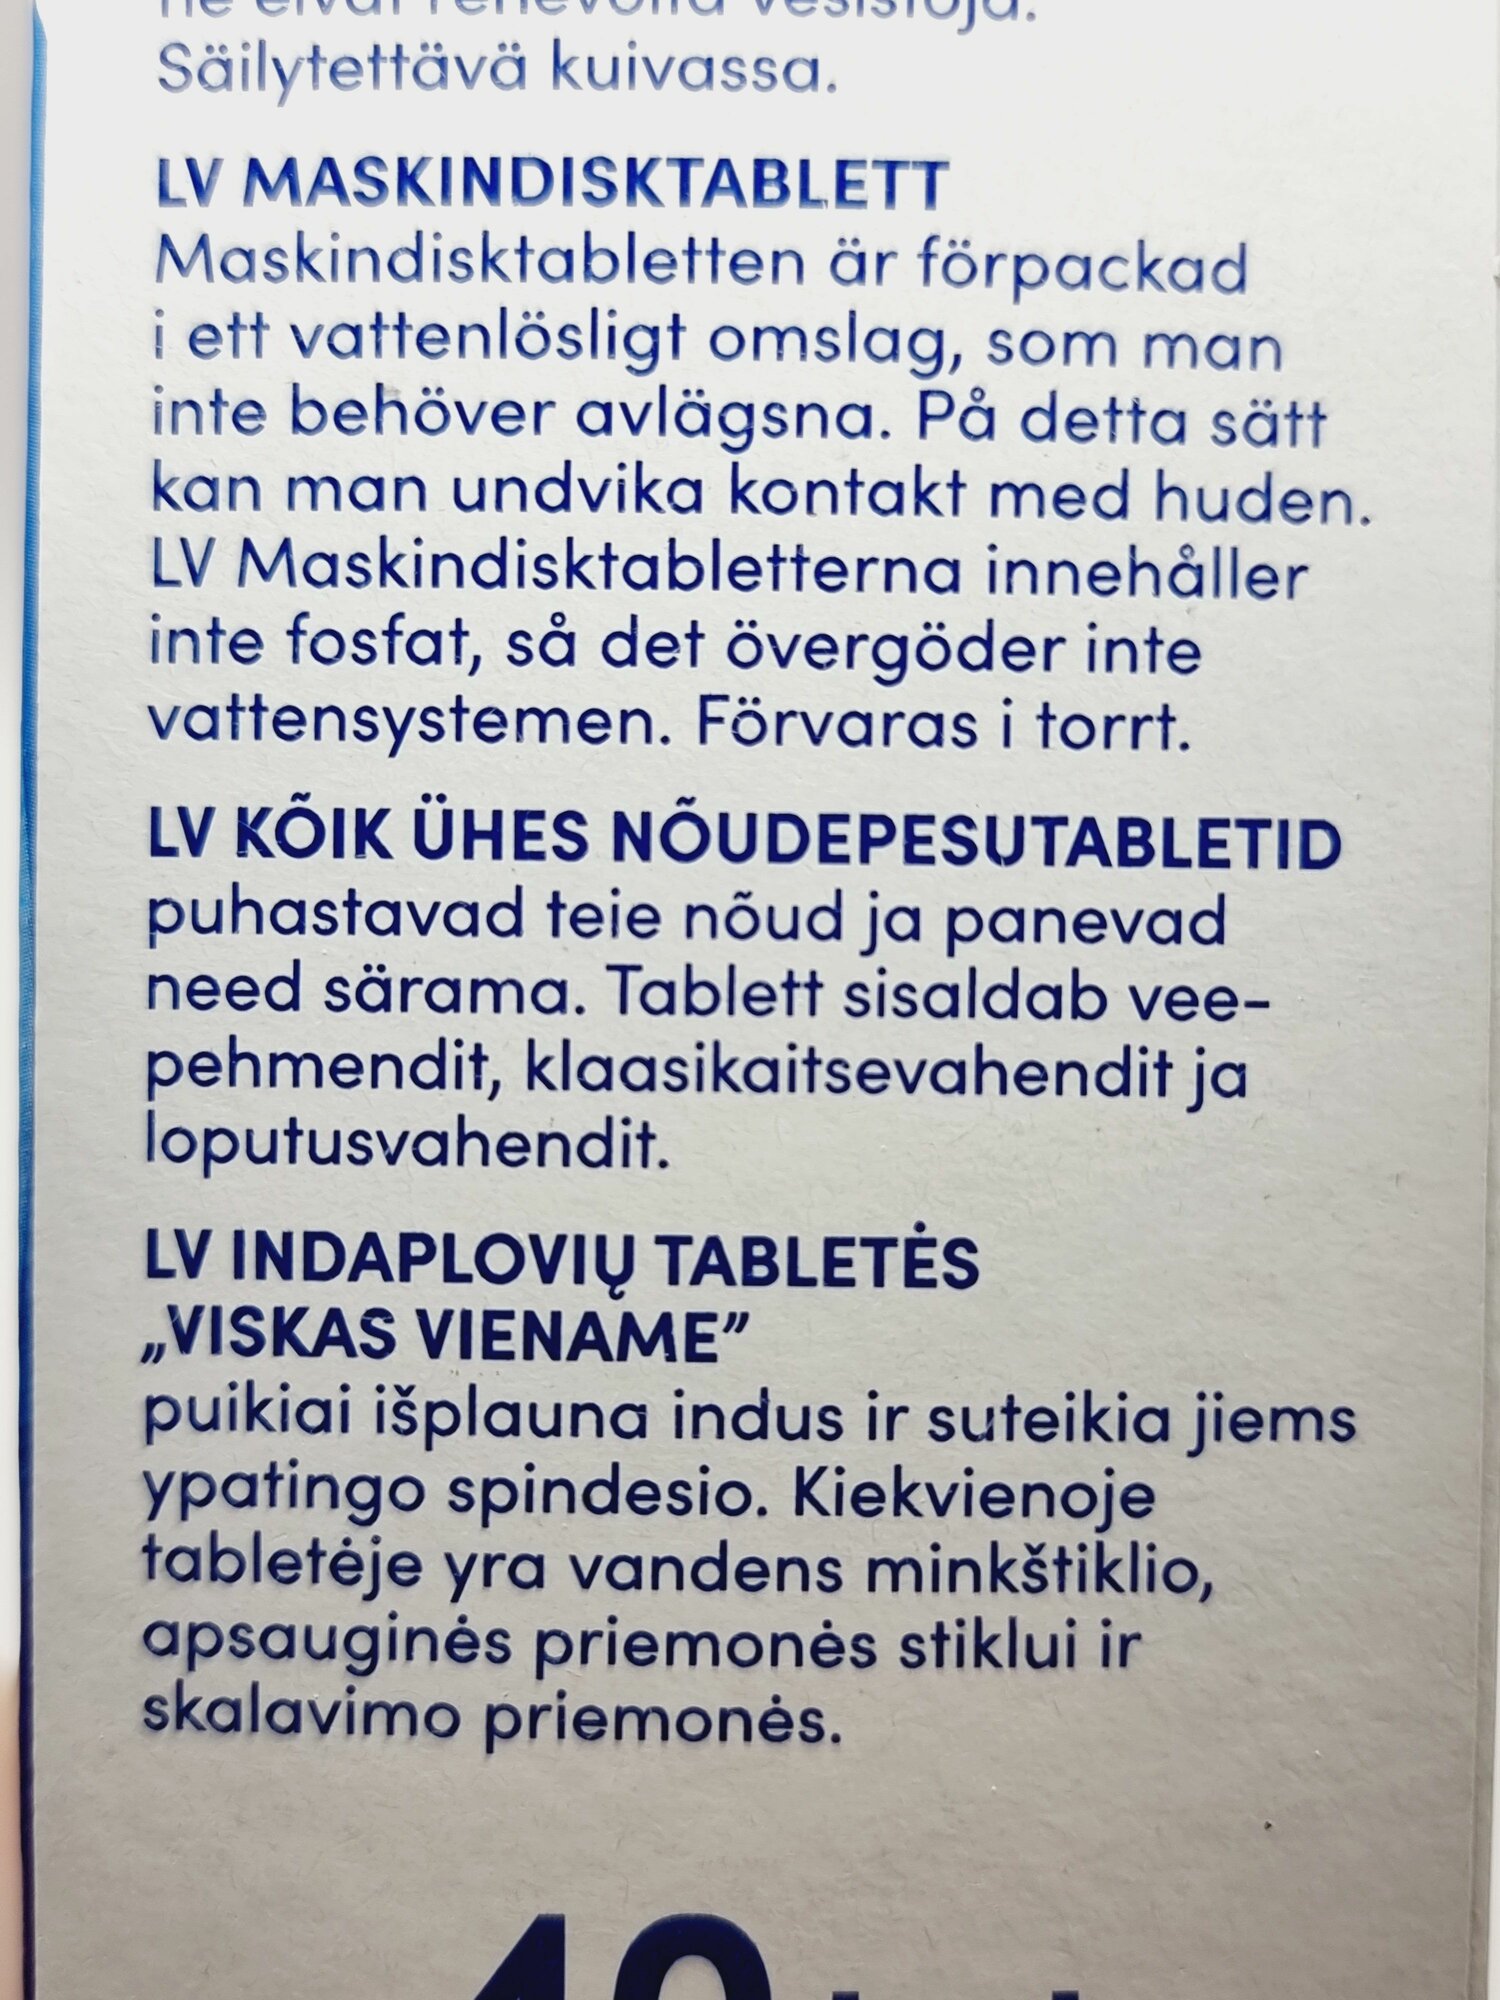 ne eivät rehevöitä vesistöjä.
Säilytettävä kuivassa.
LV MASKINDISKTABLETT
Maskindisktabletten är förpackad
i ett vattenlösligt omslag, som man
inte behöver avlägsna. På detta sätt
kan man undvika kontakt med huden.
LV Maskindisktabletterna innehåller
inte fosfat, så det övergöder inte
vattensystemen. Förvaras i torrt.
LV KÕIK ÜHES NÕUDEPESUTABLETID
puhastavad teie nõud ja panevad
need särama. Tablett sisaldab vee-
pehmendit, klaasikaitsevahendit ja
loputusvahendit.
LV INDAPLOVIŲ TABLETĖS
„VISKAS VIENAME”
puikiai išplauna indus ir suteikia jiems
ypatingo spindesio. Kiekvienoje
tabletėje yra vandens minkštiklio,
apsauginės priemonės stiklui ir
skalavimo priemonės.